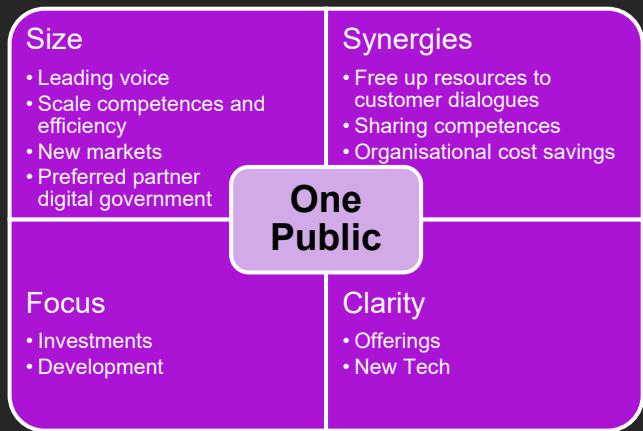 Size
• Leading voice
• Scale competences and
efficiency
• New markets
• Preferred partner
digital government
Synergies
• Free up resources to
customer dialogues
• Sharing competences
• Organisational cost savings
One
Public
Focus
• Investments
• Development
Clarity
• Offerings
• New Tech